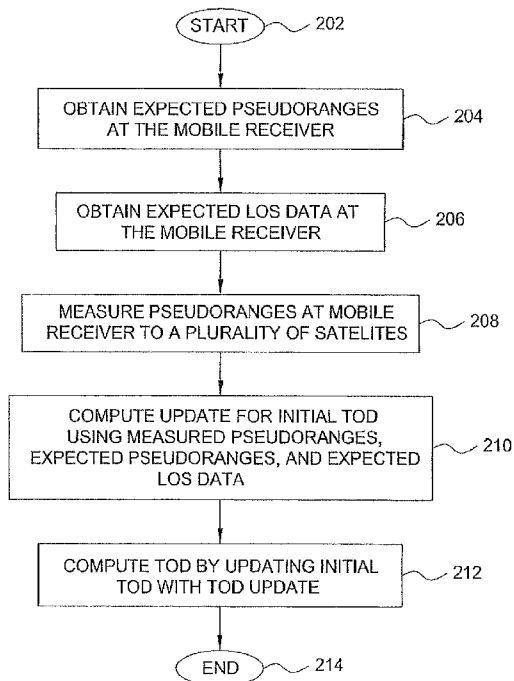 START
202
OBTAIN EXPECTED PSEUDORANGES
AT THE MOBILE RECEIVER
204
OBTAIN EXPECTED LOS DATA AT
THE MOBILE RECEIVER
206
MEASURE PSEUDORANGES AT MOBILE
RECEIVER TO A PLURALITY OF SATELITES
208
COMPUTE UPDATE FOR INITIAL TOD
USING MEASURED PSEUDORANGES,
EXPECTED PSEUDORANGES, AND EXPECTED
LOS DATA
210
COMPUTE TOD BY UPDATING INITIAL
TOD WITH TOD UPDATE
212
END
214